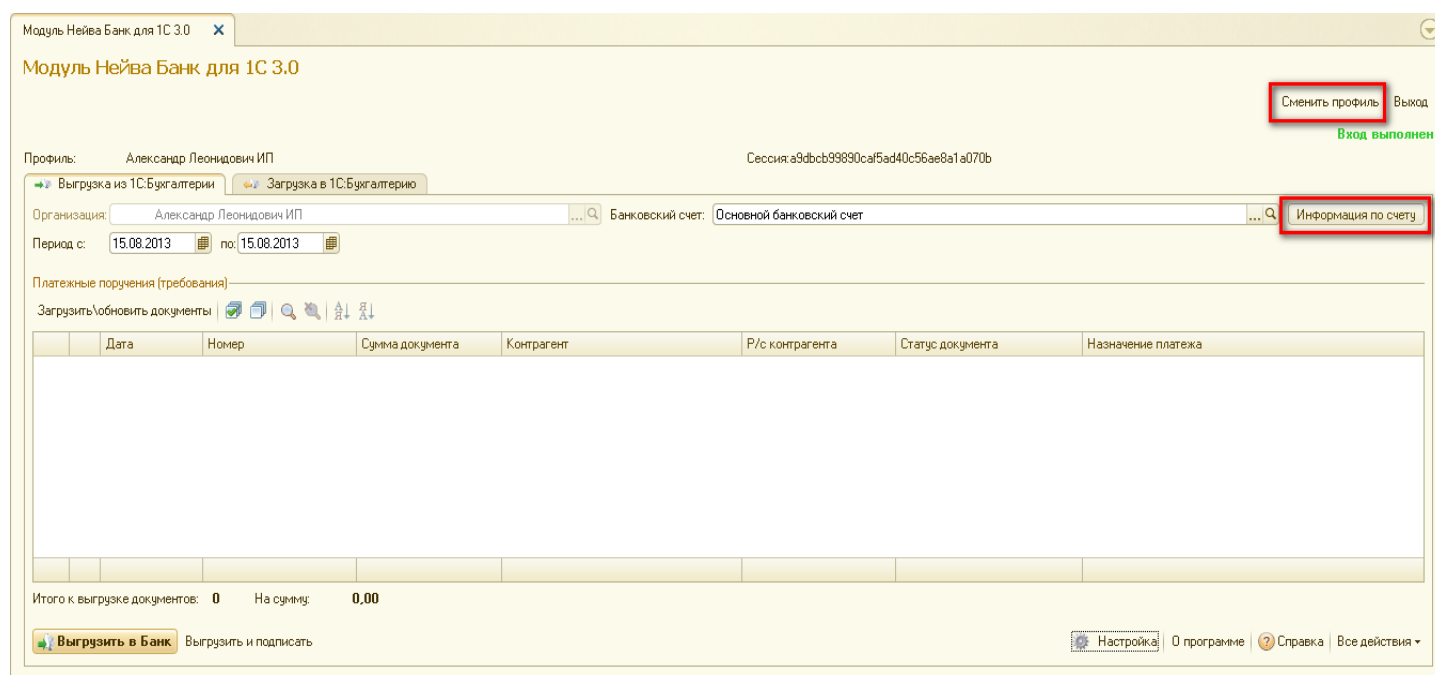 Модуль Нейва Банк для 1С 3.0
Модуль Нейва Банк для 1С 3.0
Сменить профиль Выход
Вход выполнен
Профиль: Александр Леонидович ИП Сессия:a9dbcb99890caf5ad40c56ae8a1a070b
Выгрузка из 1С:Бухгалтерии Загрузка в 1С:Бухгалтерию
Организация: Александр Леонидович ИП ... Банковский счет: Основной банковский счет ... Информация по счету
Период с: 15.08.2013 по: 15.08.2013
Платежные поручения (требования)
Загрузить\обновить документы
Дата Номер Сумма документа Контрагент Р/с контрагента Статус документа Назначение платежа
Итого к выгрузке документов: 0 На сумму: 0,00
Выгрузить в Банк Выгрузить и подписать Настройка О программе Справка Все действия